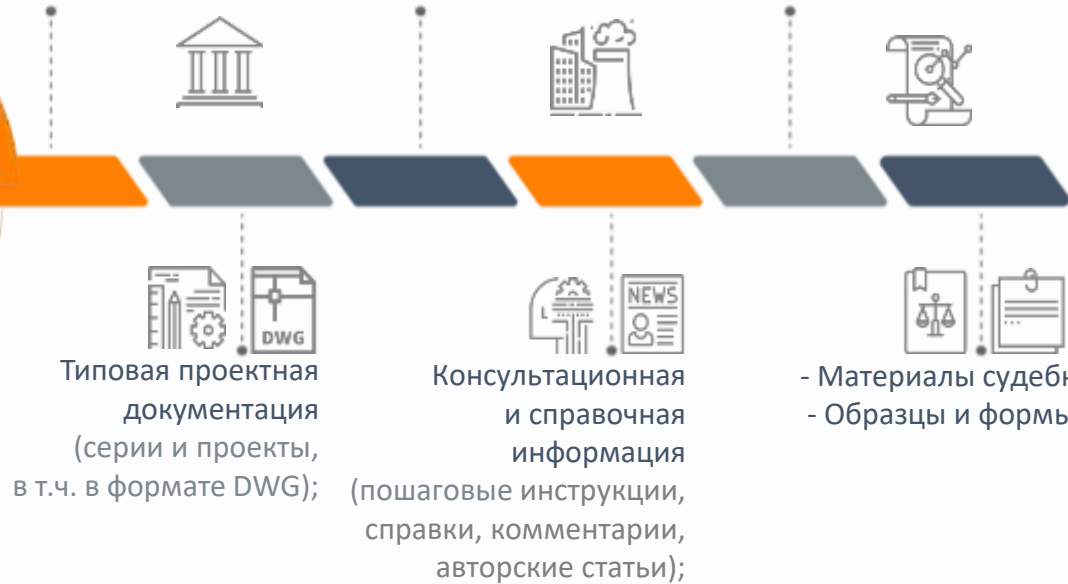 DWG
NEWS
Типовая проектная
документация
(серии и проекты,
в т.ч. в формате DWG);
Консультационная
и справочная
информация
(пошаговые инструкции,
справки, комментарии,
авторские статьи);
- Материалы
- Образцы и формы